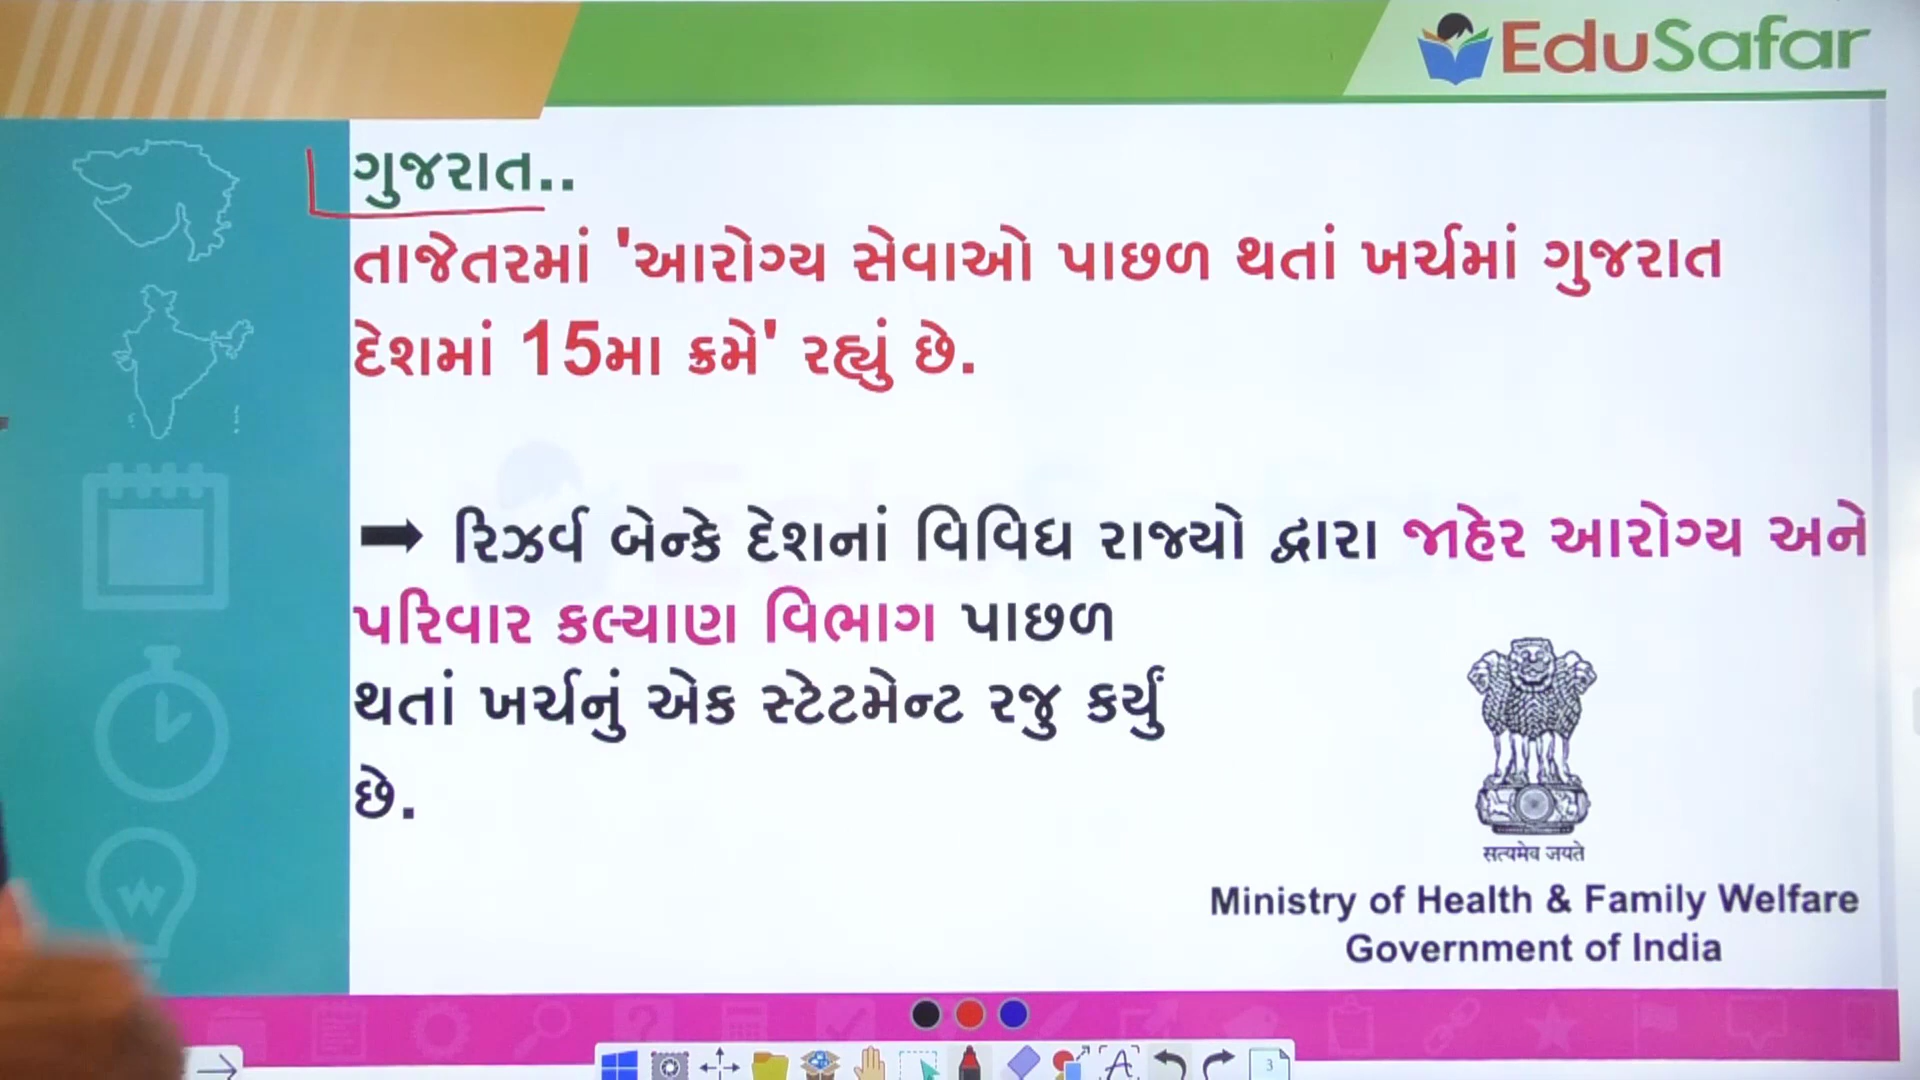 EduSafar
ગુજરાત..
તાજેતરમાં 'આરોગ્ય સેવાઓ પાછળ થતાં ખર્ચમાં ગુજરાત
દેશમાં 15મા ક્રમે' રહ્યું છે.
➡ રિઝર્વ બેન્કે દેશનાં વિવિધ રાજ્યો દ્વારા જાહેર આરોગ્ય અને
પરિવાર કલ્યાણ વિભાગ પાછળ
થતાં ખર્ચનું એક સ્ટેટમેન્ટ રજુ કર્યું
છે.
सत्यमेव जयते
Ministry of Health & Family Welfare
Government of India
3